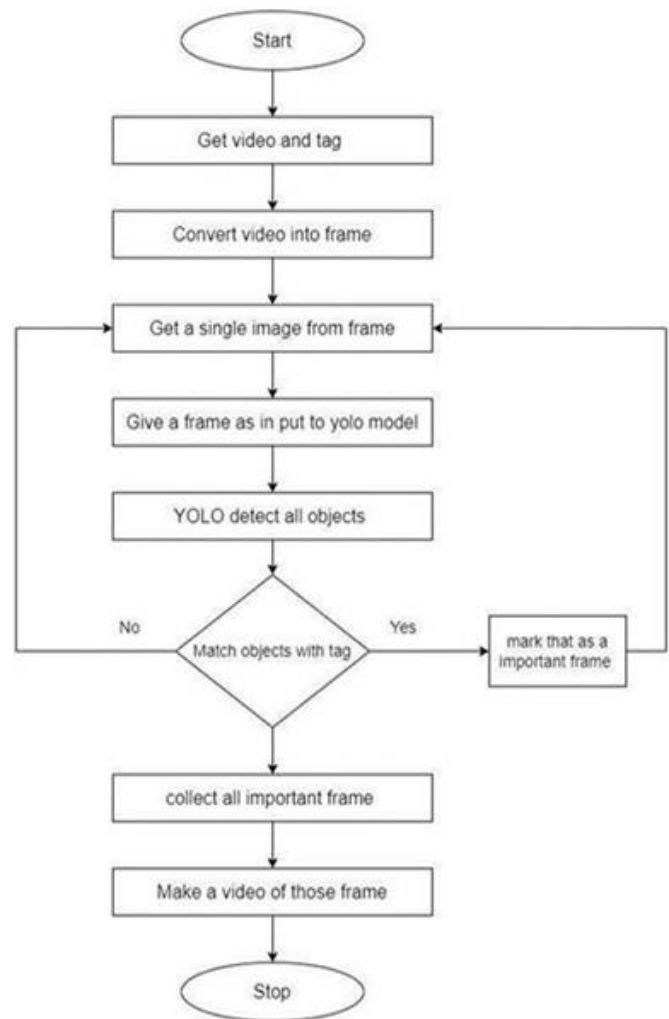 Start
Get video and tag
Convert video into frame
Get a single image from frame
Give a frame as in put to yolo model
YOLO detect all objects
No
Match objects with tag
Yes
mark that as a
important frame
collect all important frame
Make a video of those frame
Stop